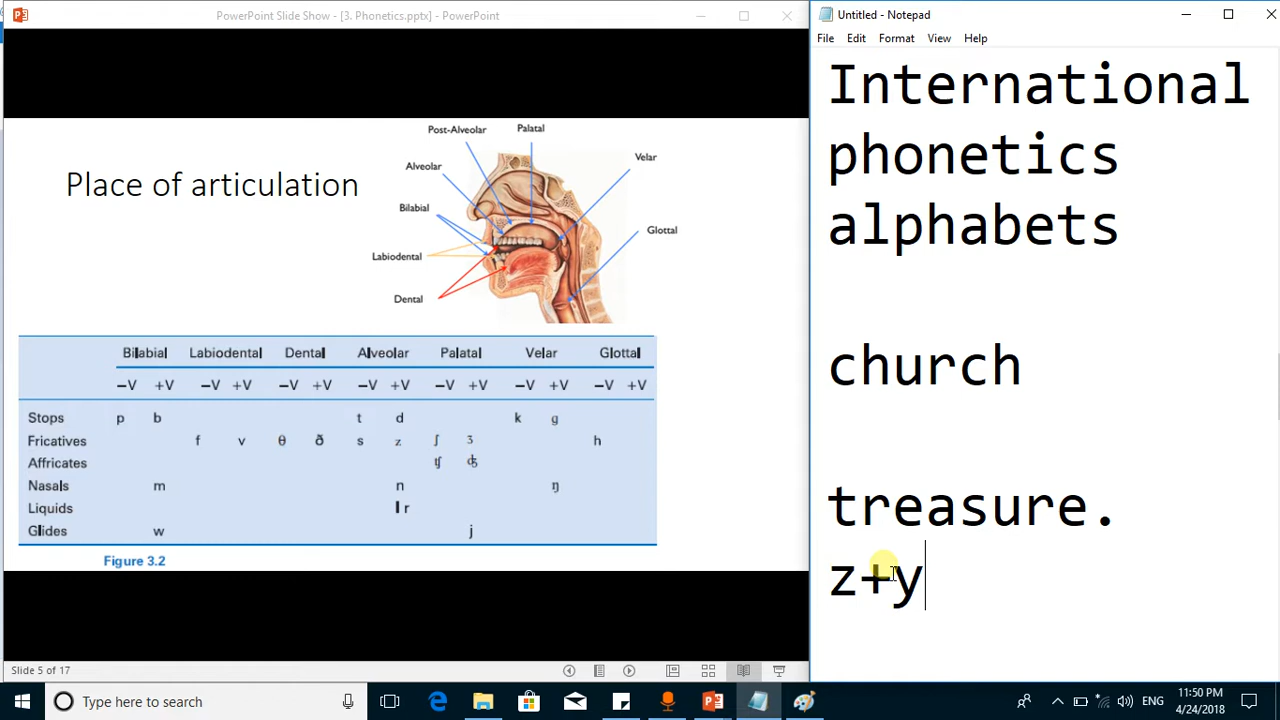 PowerPoint Slide Show - [3. Phonetics.pptx] - PowerPoint
Untitled - Notepad
File Edit Format View Help
Place of articulation
Post-Alveolar Palatal
Alveolar Velar
Bilabial
Glottal
Labiodental
Dental
Bilabial Labiodental Dental Alveolar Palatal Velar Glottal
−V +V −V +V −V +V −V +V −V +V −V +V −V +V
Stops p b t d k g
Fricatives f v θ ð s z ʃ ʒ h
Affricates ʧ ʤ
Nasals m n ŋ
Liquids l r
Glides w j
Figure 3.2
International
phonetics
alphabets
church
treasure.
z+y
Slide 5 of 17
Type here to search
ENG
11:50 PM
4/24/2018